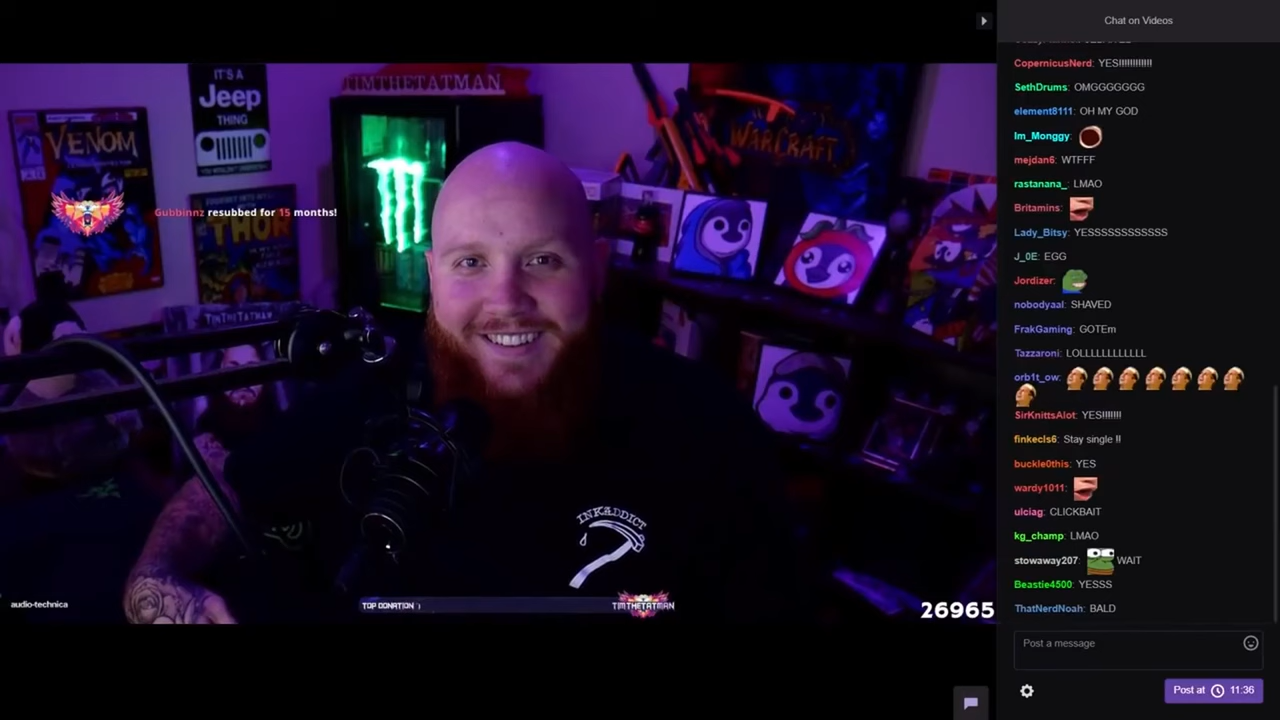 Chat on Videos
CopernicusNerd: YES!!!!!!!!!!!!
SethDrums: OMGGGGGGG
element8111: OH MY GOD
Im_Monggy:
mejdan6: WTFFF
rastanana_: LMAO
Britamins:
Lady_Bitsy: YESSSSSSSSSSSS
J_0E: EGG
Jordizer:
nobodyaal: SHAVED
FrakGaming: GOTEm
Tazzaroni: LOLLLLLLLLLLL
orb1t_ow:
SirKnittsAlot: YES!!!!!!!
finkecls6: Stay single !!
buckle0this: YES
wardy1011:
ulciag: CLICKBAIT
kg_champ: LMAO
stowaway207: WAIT
Beastie4500: YESSS
ThatNerdNoah: BALD
Post a message
Post at 11:36
TIMTHETATMAN
IT'S A
Jeep
THING
VENOM
WARCRAFT
Gubbinnz resubbed for 15 months!
THOR
TIMTHETATMAN
INKADDICT
audio-technica
TOP DONATION :
TIMTHETATMAN
26965